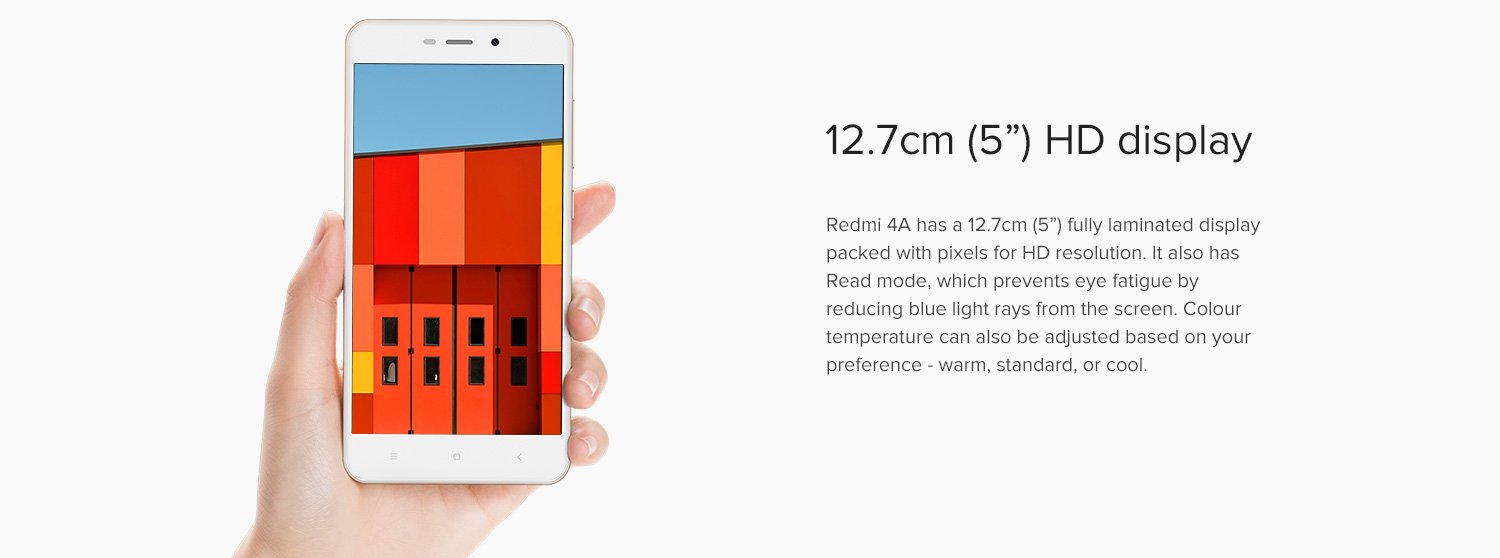 12.7cm (5”) HD display
Redmi 4A has a 12.7cm (5”) fully laminated display
packed with pixels for HD resolution. It also has
Read mode, which prevents eye fatigue by
reducing blue light rays from the screen. Colour
temperature can also be adjusted based on your
preference - warm, standard, or cool.